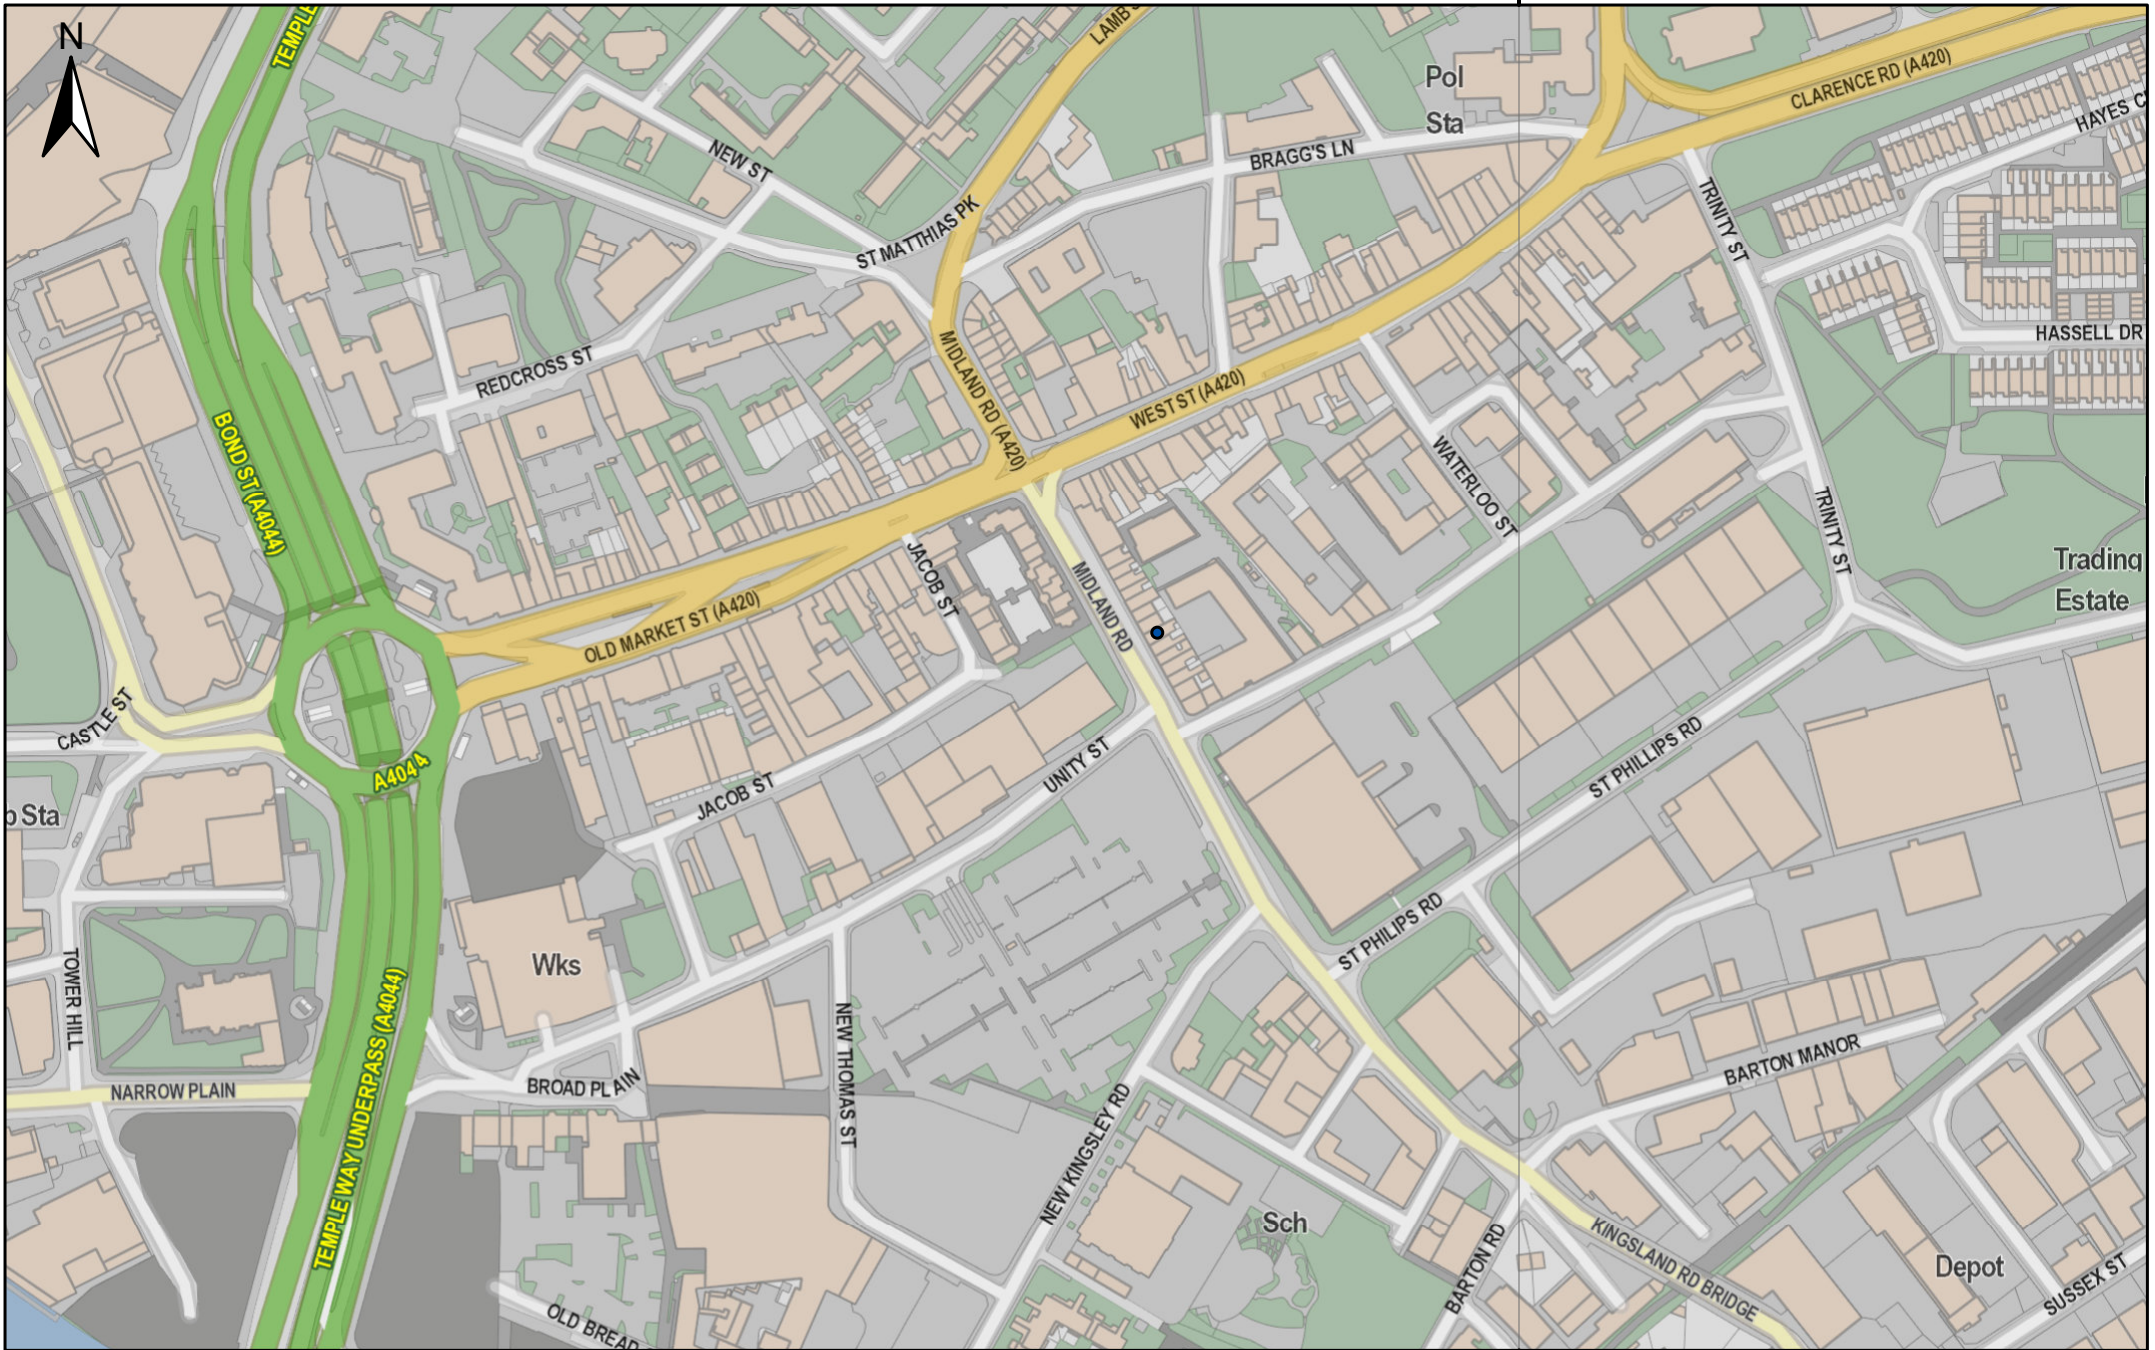 N
TEMPLE
LAMB S
Pol
Sta
CLARENCE RD (A420)
HAYES C
NEW ST
BRAGG'S LN
TRINITY ST
ST MATTHIAS PK
HASSELL DR
REDCROSS ST
MIDLAND RD (A420)
WEST ST (A420)
BOND ST (A4044)
WATERLOO ST
TRINITY ST
Trading
Estate
JACOB ST
MIDLAND RD
OLD MARKET ST (A420)
CASTLE ST
A4044
UNITY ST
ST PHILLIPS RD
JACOB ST
Sta
ST PHILIPS RD
Wks
TOWER HILL
NEW THOMAS ST
BARTON MANOR
NARROW PLAIN
BROAD PLAIN
TEMPLE WAY UNDERPASS (A4044)
NEW KINGSLEY RD
Sch
BARTON RD
KINGSLAND RD BRIDGE
Depot
SUSSEX ST
OLD BREAD